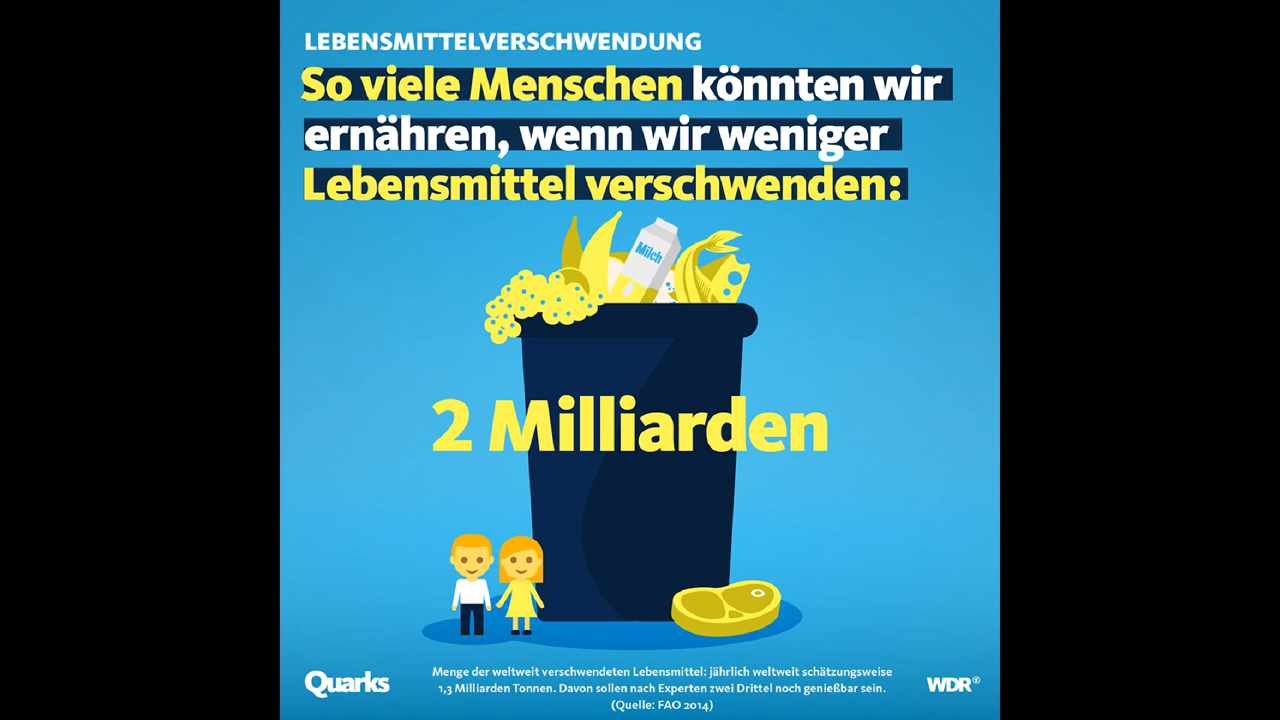 LEBENSMITTELVERSCHWENDUNG
So viele Menschen könnten wir
ernähren, wenn wir weniger
Lebensmittel verschwenden:
Milch
2 Milliarden
Menge der weltweit verschwendeten Lebensmittel: jährlich weltweit schätzungsweise
1,3 Milliarden Tonnen. Davon sollen nach Experten zwei Drittel noch genießbar sein.
(Quelle: FAO 2014)
Quarks
WDR